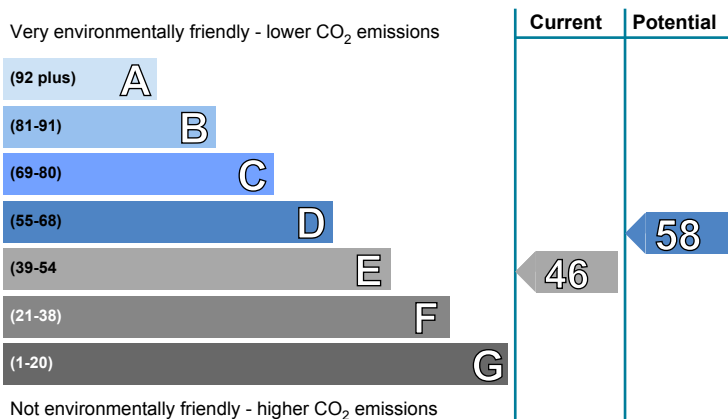 Current Potential
Very environmentally friendly - lower CO2 emissions
(92 plus) A
(81-91) B
(69-80) C
(55-68) D
58
(39-54 E
46
(21-38) F
(1-20) G
Not environmentally friendly - higher CO2 emissions